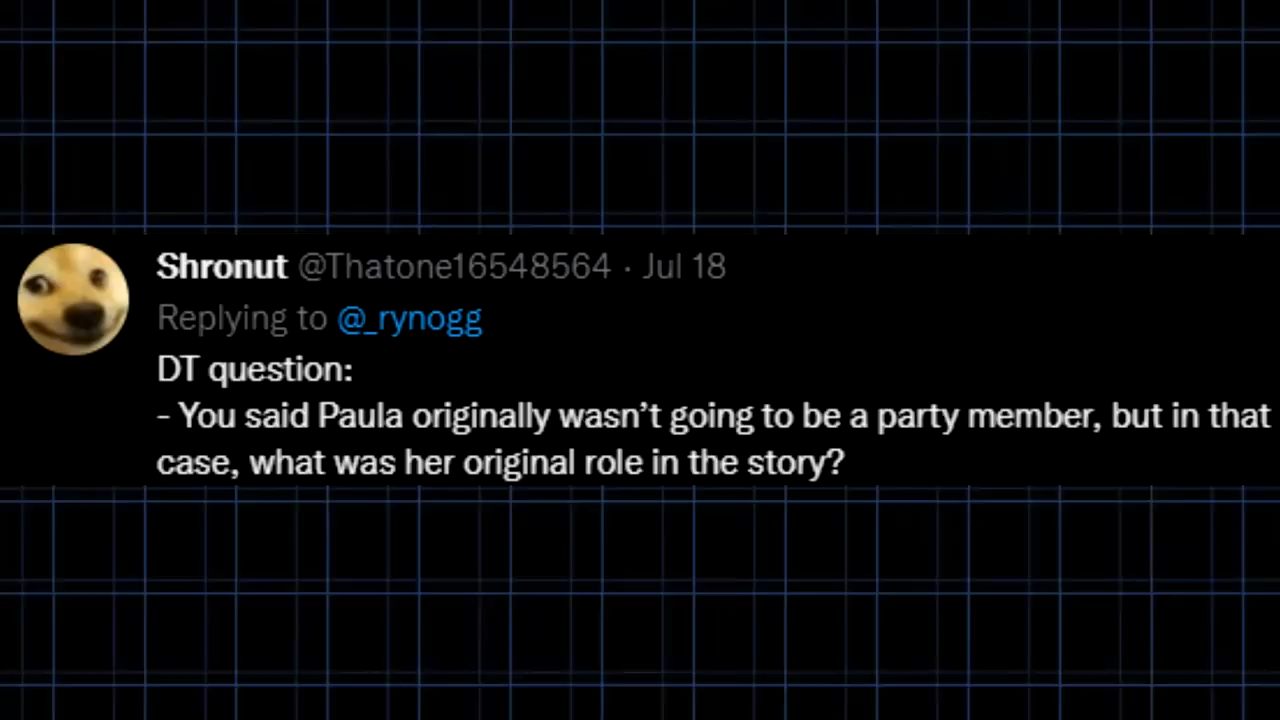 Shronut @Thatone16548564 · Jul 18
Replying to @_rynogg
DT question:
- You said Paula originally wasn’t going to be a party member, but in that
case, what was her original role in the story?